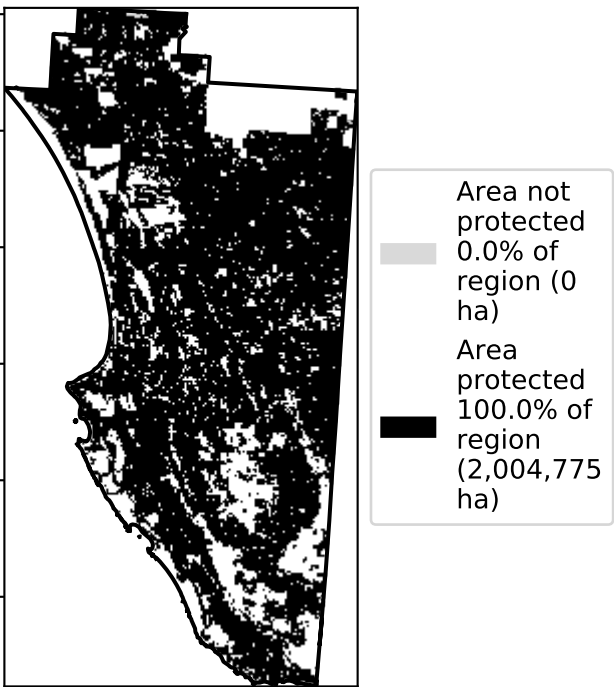 Area not
protected
0.0% of
region (0
ha)
Area
protected
100.0% of
region
(2,004,775
ha)